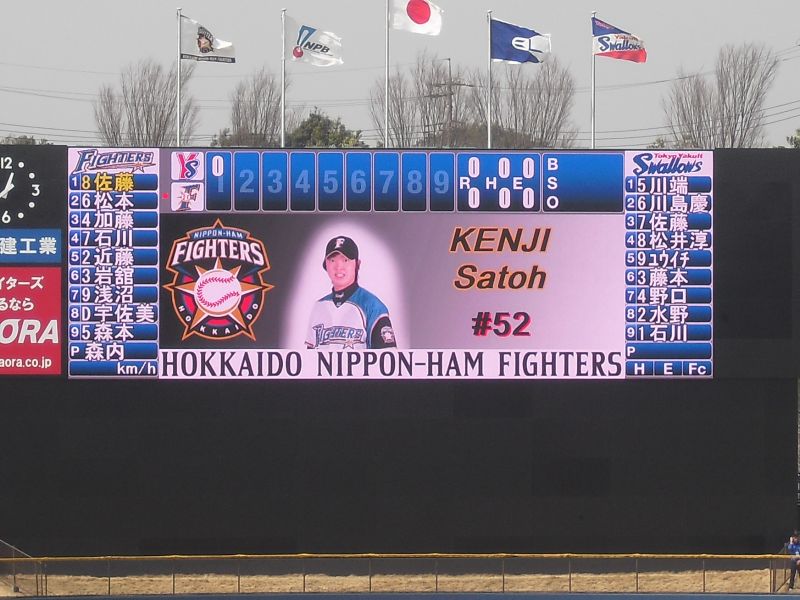 NPB
Yakult
Swallows
12
3
6
建工業
イターズ
るなら
ORA
aora.co.jp
FIGHTERS
1 8 佐藤
2 6 松本
3 4 加藤
4 7 石川
5 2 近藤
6 3 岩舘
7 9 浅沼
8 D 宇佐美
9 5 森本
P 森内
km/h
YS 0 2 3 4 5 6 7 8 9
F
R H E
0 0 0
0 0 0
B
S
O
NIPPON-HAM
FIGHTERS
HOKKAIDO
FIGHTERS
KENJI
Satoh
#52
HOKKAIDO NIPPON-HAM FIGHTERS
Tokyo Yakult
Swallows
1 5 川端
2 6 川島慶
3 7 佐藤
4 8 松井淳
5 9 ユウイチ
6 3 藤本
7 4 野口
8 2 水野
9 1 石川
P
H E Fc